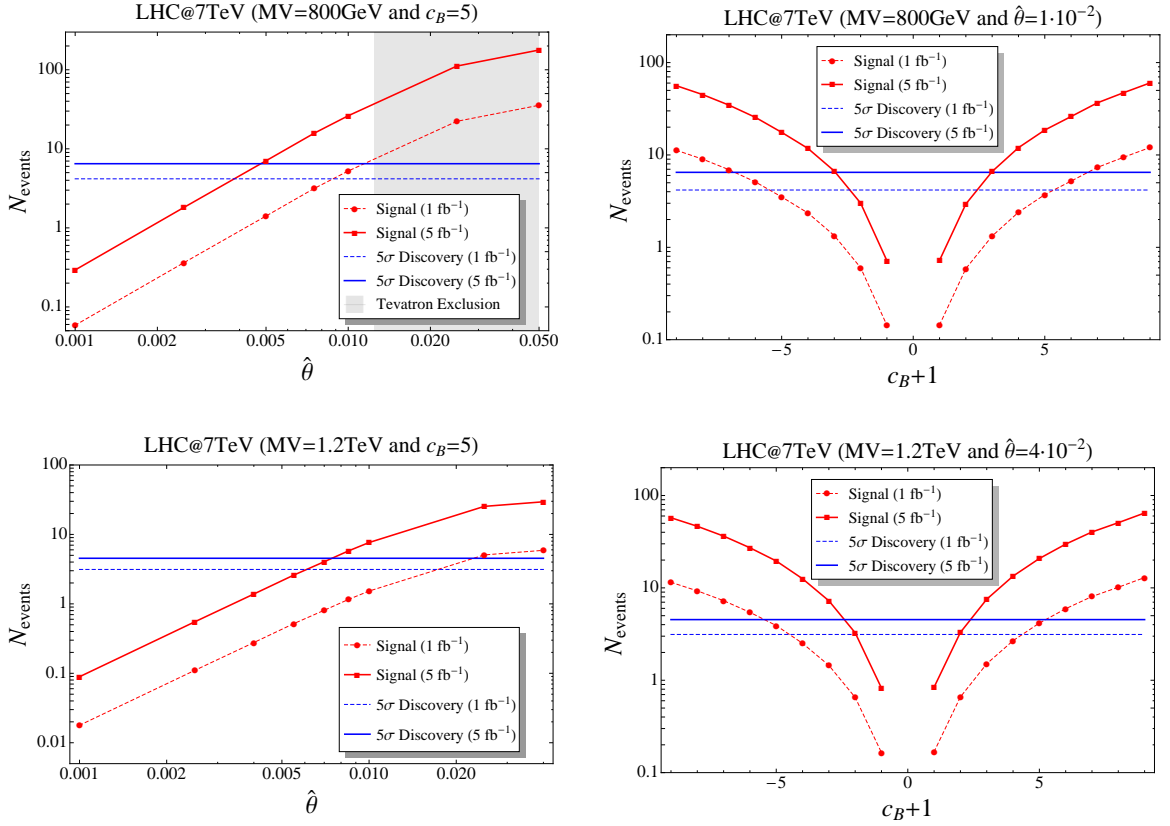 LHC@7TeV (MV=800GeV and c_B=5)
N_events
100
10
1
0.1
Signal (1 fb⁻¹)
Signal (5 fb⁻¹)
5σ Discovery (1 fb⁻¹)
5σ Discovery (5 fb⁻¹)
Tevatron Exclusion
0.001 0.002 0.005 0.010 0.020 0.050
θ̂
LHC@7TeV (MV=800GeV and θ̂=1·10⁻²)
N_events
100
10
1
0.1
Signal (1 fb⁻¹)
Signal (5 fb⁻¹)
5σ Discovery (1 fb⁻¹)
5σ Discovery (5 fb⁻¹)
−5 0 5
c_B+1
LHC@7TeV (MV=1.2TeV and c_B=5)
N_events
100
10
1
0.1
0.01
Signal (1 fb⁻¹)
Signal (5 fb⁻¹)
5σ Discovery (1 fb⁻¹)
5σ Discovery (5 fb⁻¹)
0.001 0.002 0.005 0.010 0.020
θ̂
LHC@7TeV (MV=1.2TeV and θ̂=4·10⁻²)
N_events
100
10
1
0.1
Signal (1 fb⁻¹)
Signal (5 fb⁻¹)
5σ Discovery (1 fb⁻¹)
5σ Discovery (5 fb⁻¹)
−5 0 5
c_B+1